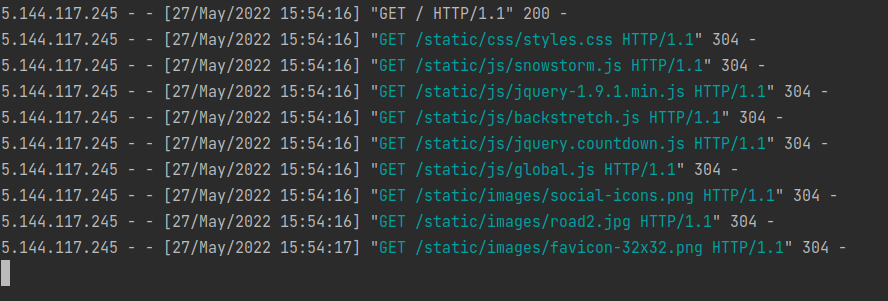 5.144.117.245 - - [27/May/2022 15:54:16] "GET / HTTP/1.1" 200 -
5.144.117.245 - - [27/May/2022 15:54:16] "GET /static/css/styles.css HTTP/1.1" 304 -
5.144.117.245 - - [27/May/2022 15:54:16] "GET /static/js/snowstorm.js HTTP/1.1" 304 -
5.144.117.245 - - [27/May/2022 15:54:16] "GET /static/js/jquery-1.9.1.min.js HTTP/1.1" 304 -
5.144.117.245 - - [27/May/2022 15:54:16] "GET /static/js/backstretch.js HTTP/1.1" 304 -
5.144.117.245 - - [27/May/2022 15:54:16] "GET /static/js/jquery.countdown.js HTTP/1.1" 304 -
5.144.117.245 - - [27/May/2022 15:54:16] "GET /static/js/global.js HTTP/1.1" 304 -
5.144.117.245 - - [27/May/2022 15:54:16] "GET /static/images/social-icons.png HTTP/1.1" 304 -
5.144.117.245 - - [27/May/2022 15:54:16] "GET /static/images/road2.jpg HTTP/1.1" 304 -
5.144.117.245 - - [27/May/2022 15:54:17] "GET /static/images/favicon-32x32.png HTTP/1.1" 304 -